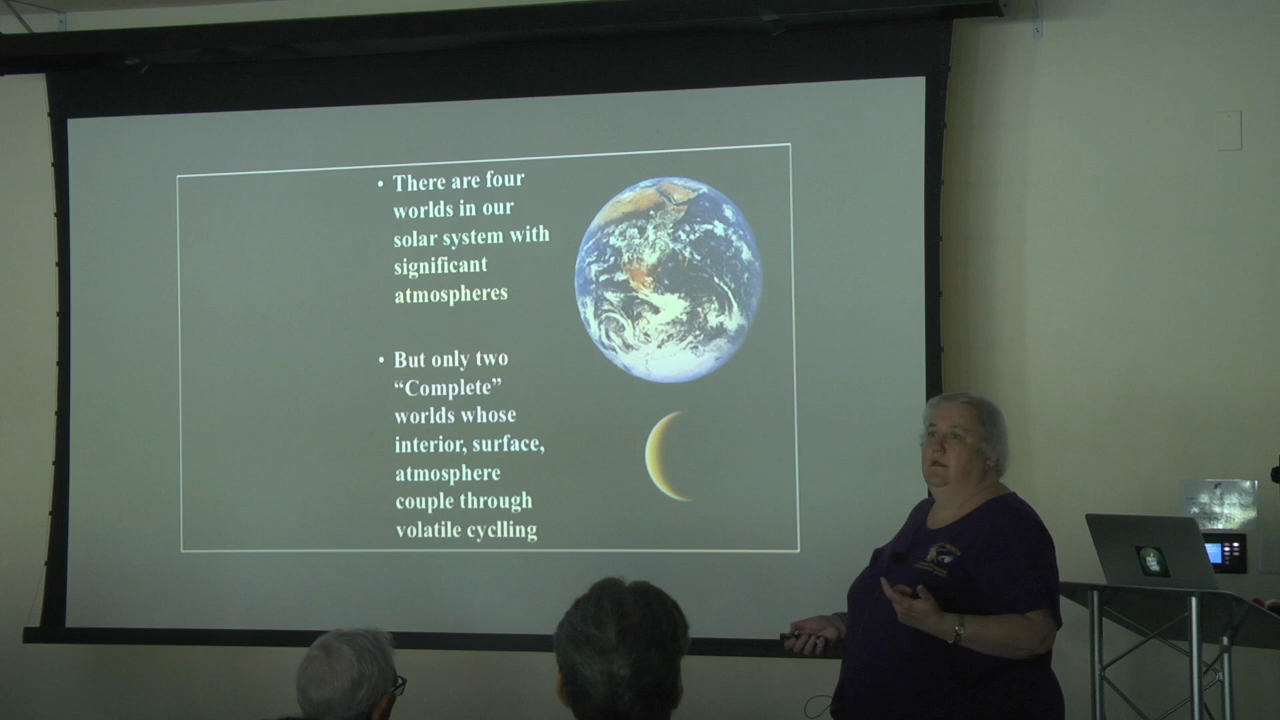 • There are four
worlds in our
solar system with
significant
atmospheres
• But only two
“Complete”
worlds whose
interior, surface,
atmosphere
couple through
volatile cyclling